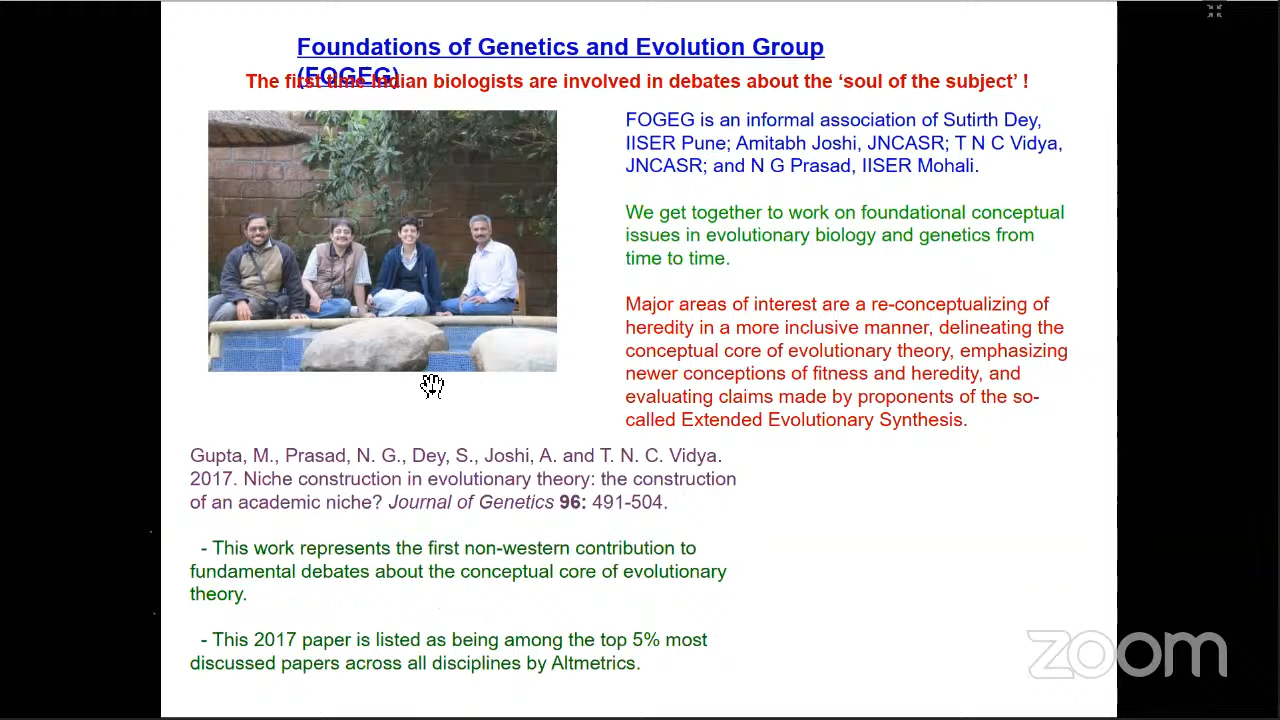 Foundations of Genetics and Evolution Group
(FOGEG)
The first time Indian biologists are involved in debates about the ‘soul of the subject’ !
FOGEG is an informal association of Sutirth Dey,
IISER Pune; Amitabh Joshi, JNCASR; T N C Vidya,
JNCASR; and N G Prasad, IISER Mohali.
We get together to work on foundational conceptual
issues in evolutionary biology and genetics from
time to time.
Major areas of interest are a re-conceptualizing of
heredity in a more inclusive manner, delineating the
conceptual core of evolutionary theory, emphasizing
newer conceptions of fitness and heredity, and
evaluating claims made by proponents of the so-
called Extended Evolutionary Synthesis.
Gupta, M., Prasad, N. G., Dey, S., Joshi, A. and T. N. C. Vidya.
2017. Niche construction in evolutionary theory: the construction
of an academic niche? Journal of Genetics 96: 491-504.
- This work represents the first non-western contribution to
fundamental debates about the conceptual core of evolutionary
theory.
- This 2017 paper is listed as being among the top 5% most
discussed papers across all disciplines by Altmetrics.
zoom